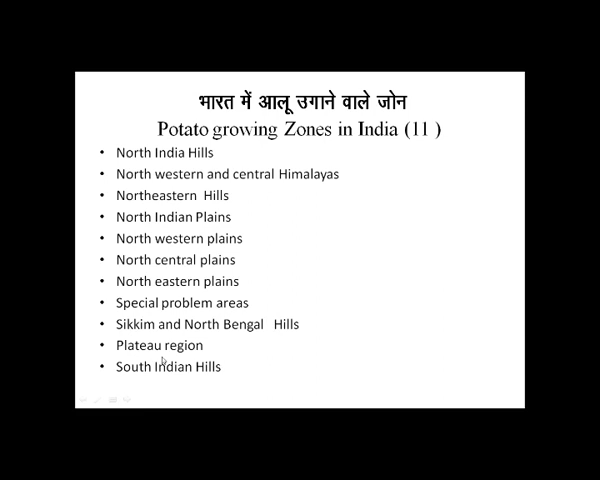 भारत में आलू उगाने वाले जोन
Potato growing Zones in India (11 )
• North India Hills
• North western and central Himalayas
• Northeastern Hills
• North Indian Plains
• North western plains
• North central plains
• North eastern plains
• Special problem areas
• Sikkim and North Bengal Hills
• Plateau region
• South Indian Hills